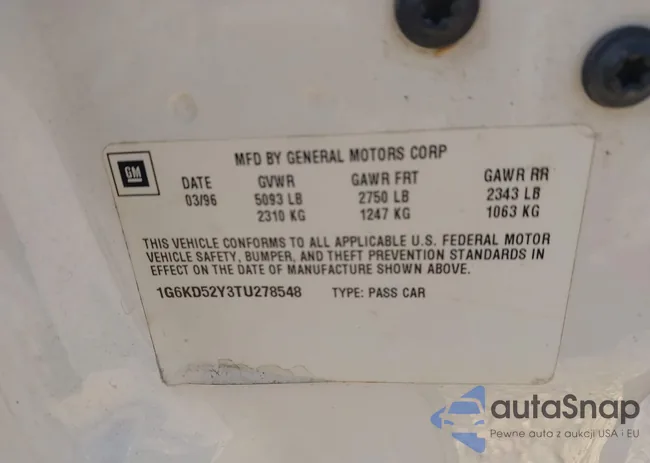 MFD BY GENERAL MOTORS CORP
GM
DATE GVWR GAWR FRT GAWR RR
03/96 5093 LB 2750 LB 2343 LB
2310 KG 1247 KG 1063 KG
THIS VEHICLE CONFORMS TO ALL APPLICABLE U.S. FEDERAL MOTOR
VEHICLE SAFETY, BUMPER, AND THEFT PREVENTION STANDARDS IN
EFFECT ON THE DATE OF MANUFACTURE SHOWN ABOVE.
1G6KD52Y3TU278548 TYPE: PASS CAR
autaSnap
Pewne auta z aukcji USA i EU